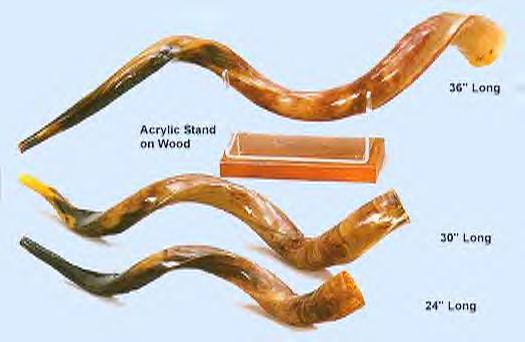 36" Long
Acrylic Stand
on Wood
30" Long
24" Long